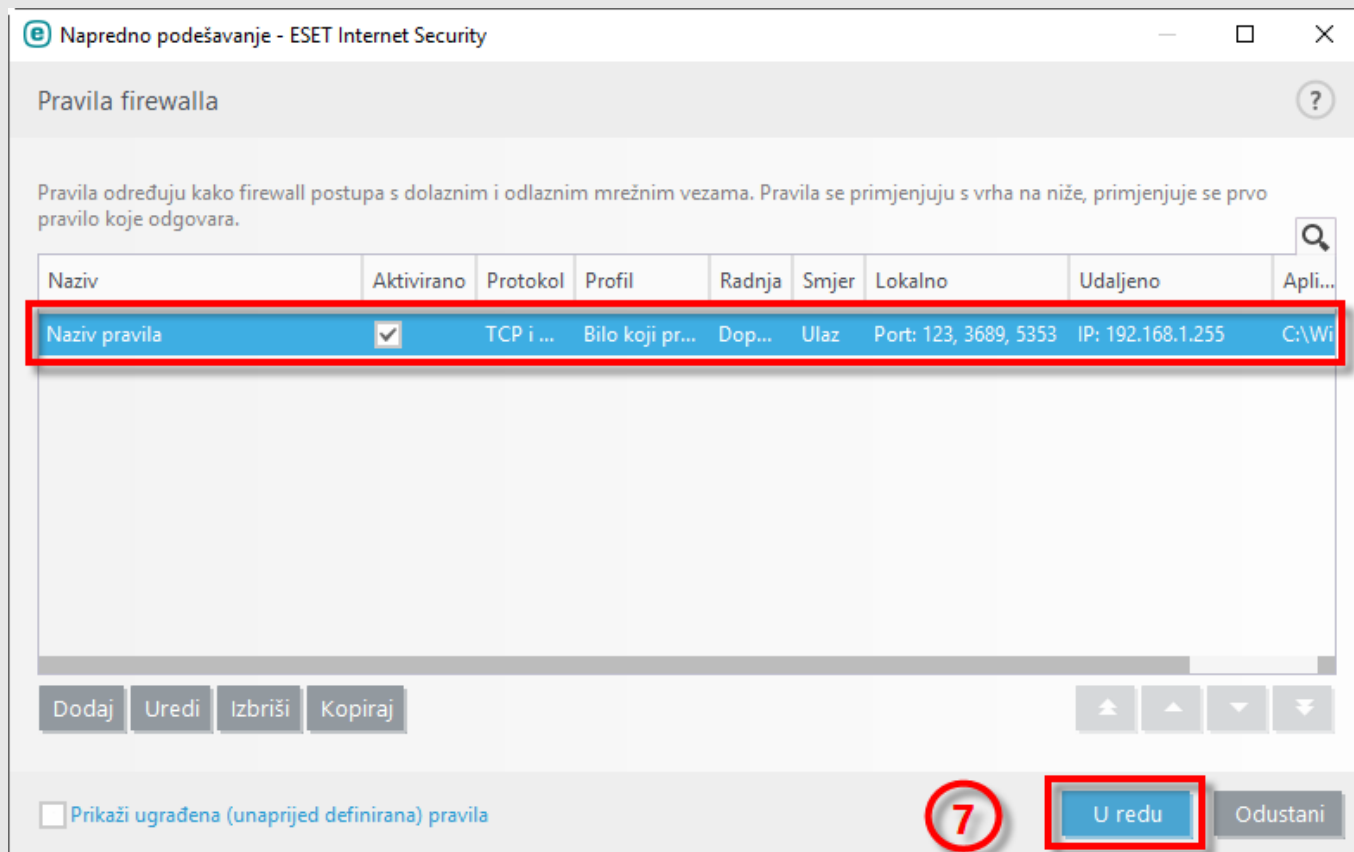 Napredno podešavanje - ESET Internet Security
Pravila firewalla
?
Pravila određuju kako firewall postupa s dolaznim i odlaznim mrežnim vezama. Pravila se primjenjuju s vrha na niže, primjenjuje se prvo
pravilo koje odgovara.
Naziv Aktivirano Protokol Profil Radnja Smjer Lokalno Udaljeno Apli...
Naziv pravila TCP i ... Bilo koji pr... Dop... Ulaz Port: 123, 3689, 5353 IP: 192.168.1.255 C:\Wi
Dodaj Uredi Izbriši Kopiraj
Prikaži ugrađena (unaprijed definirana) pravila 7 U redu Odustani